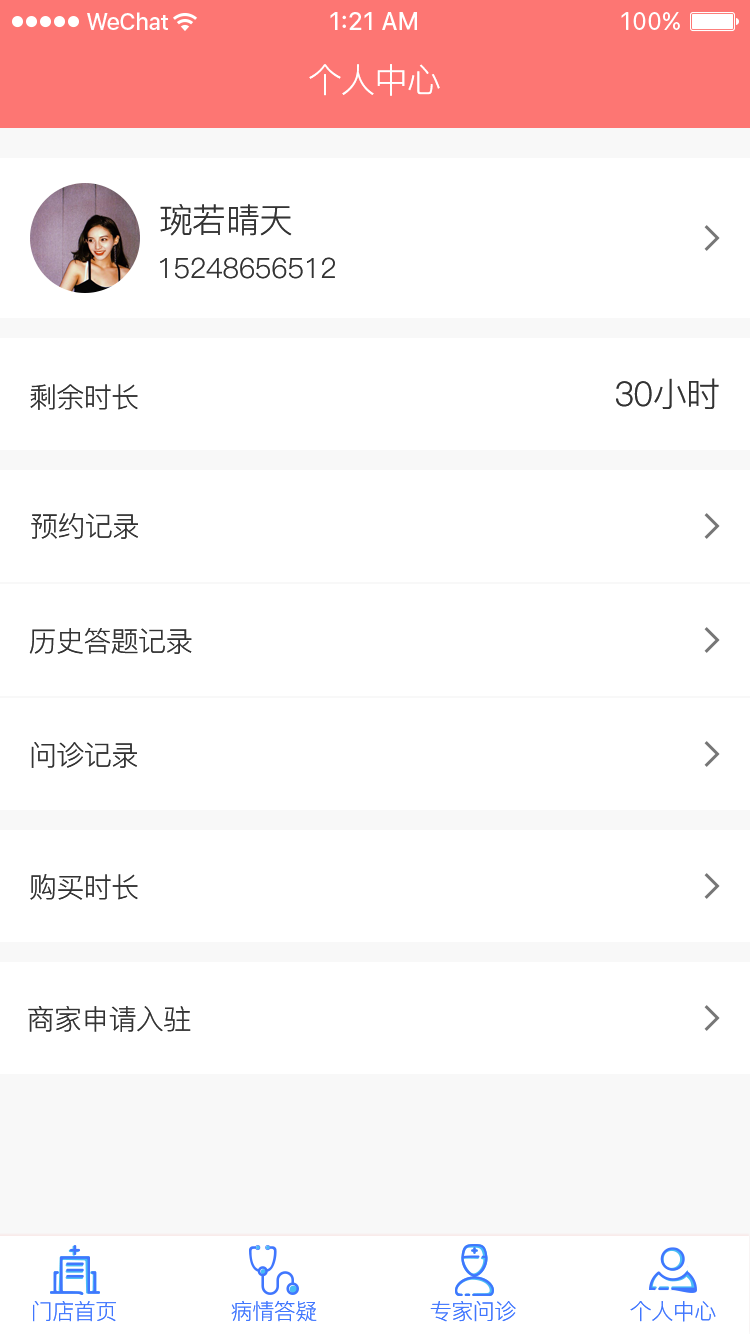 WeChat 1:21 AM 100%
个人中心
琬若晴天
15248656512
剩余时长 30小时
预约记录
历史答题记录
问诊记录
购买时长
商家申请入驻
门店首页 病情答疑 专家问诊 个人中心